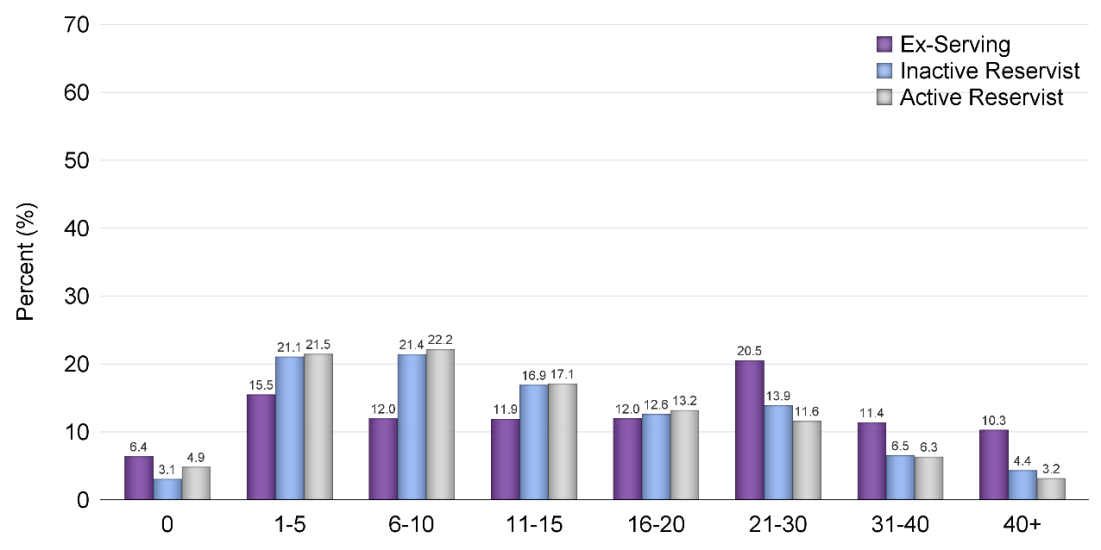 70
60
50
40
30
20
10
0
Percent (%)
Ex-Serving
Inactive Reservist
Active Reservist
6.4 3.1 4.9
15.5 21.1 21.5
12.0 21.4 22.2
11.9 16.9 17.1
12.0 12.6 13.2
20.5 13.9 11.6
11.4 6.5 6.3
10.3 4.4 3.2
0 1-5 6-10 11-15 16-20 21-30 31-40 40+